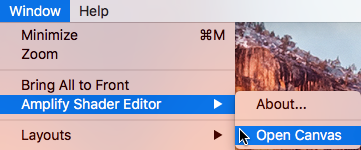 Window Help
Minimize ⌘M
Zoom
Bring All to Front
Amplify Shader Editor
About...
Open Canvas
Layouts